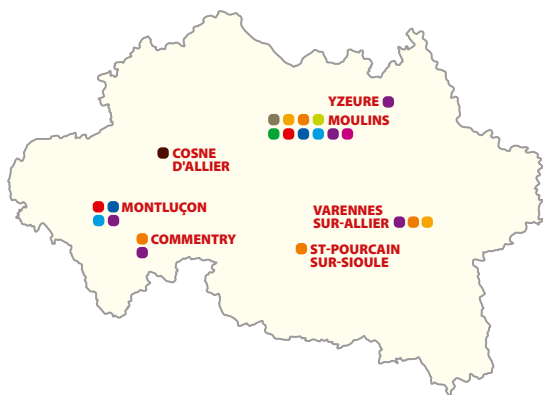 YZEURE
MOULINS
COSNE
D'ALLIER
MONTLUÇON
VARENNES
SUR-ALLIER
COMMENTRY
ST-POURCAIN
SUR-SIOULE